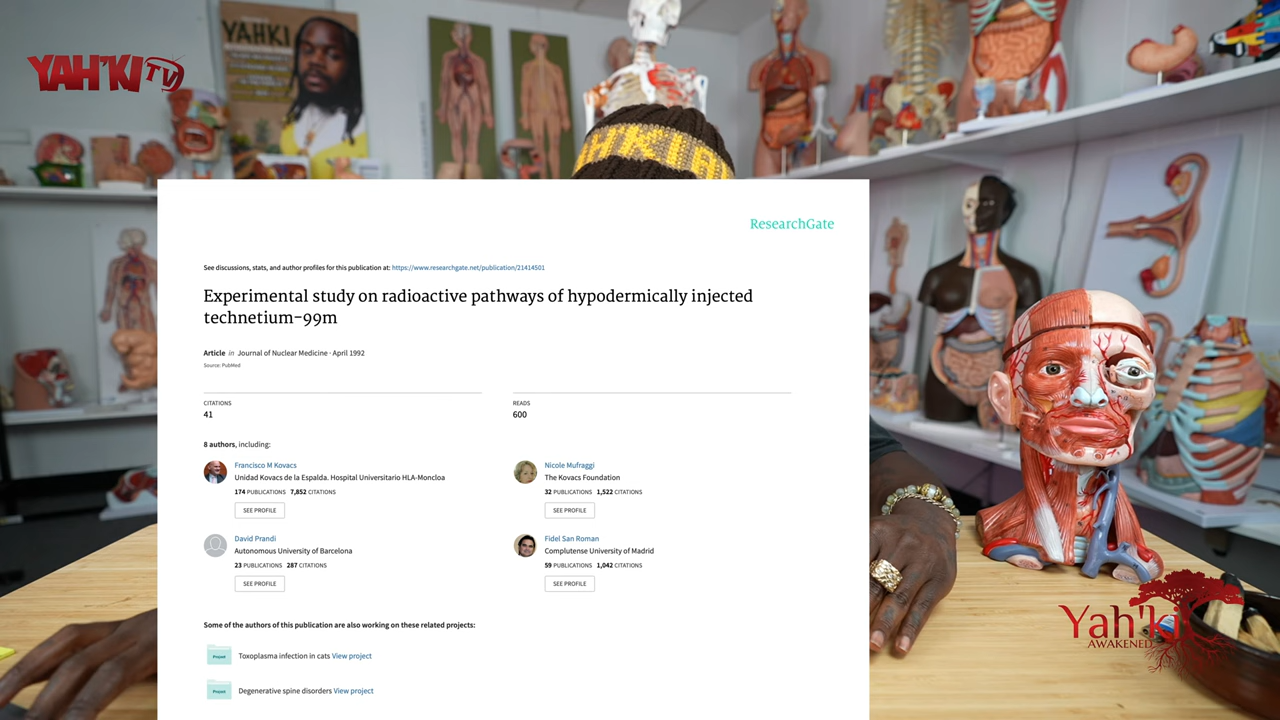 YAH'KI TV
YAHKI
AHKIA
ResearchGate
See discussions, stats, and author profiles for this publication at: https://www.researchgate.net/publication/21414501
Experimental study on radioactive pathways of hypodermically injected
technetium-99m
Article in Journal of Nuclear Medicine · April 1992
Source: PubMed
CITATIONS
41
READS
600
8 authors, including:
Francisco M Kovacs
Unidad Kovacs de la Espalda. Hospital Universitario HLA-Moncloa
174 PUBLICATIONS 7,852 CITATIONS
SEE PROFILE
Nicole Mufraggi
The Kovacs Foundation
32 PUBLICATIONS 1,522 CITATIONS
SEE PROFILE
David Prandi
Autonomous University of Barcelona
23 PUBLICATIONS 287 CITATIONS
SEE PROFILE
Fidel San Roman
Complutense University of Madrid
59 PUBLICATIONS 1,042 CITATIONS
SEE PROFILE
Some of the authors of this publication are also working on these related projects:
Project
Toxoplasma infection in cats View project
Project
Degenerative spine disorders View project
Yah'ki
AWAKENED